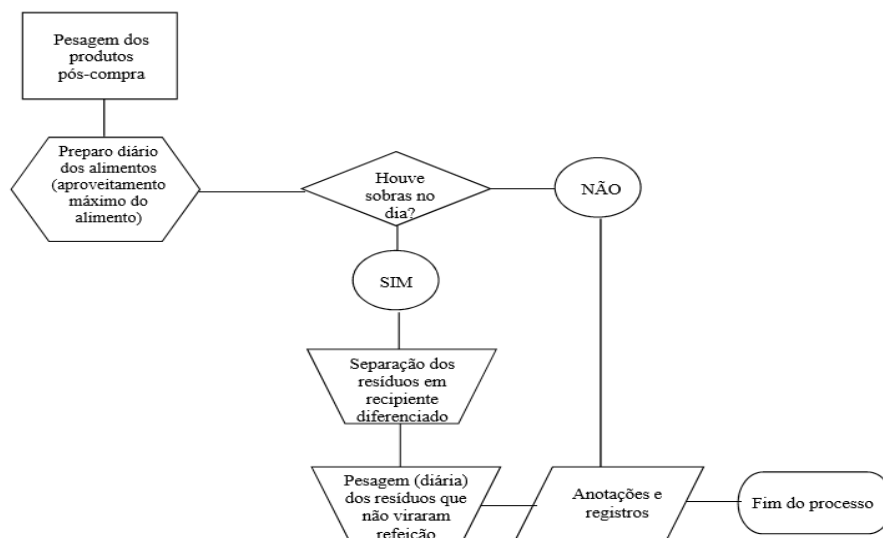 Pesagem dos
produtos
pós-compra
Preparo diário
dos alimentos
(aproveitamento
máximo do
alimento)
Houve
sobras no
dia?
NÃO
SIM
Separação dos
resíduos em
recipiente
diferenciado
Pesagem (diária)
dos resíduos que
não viraram
refeição
Anotações e
registros
Fim do processo